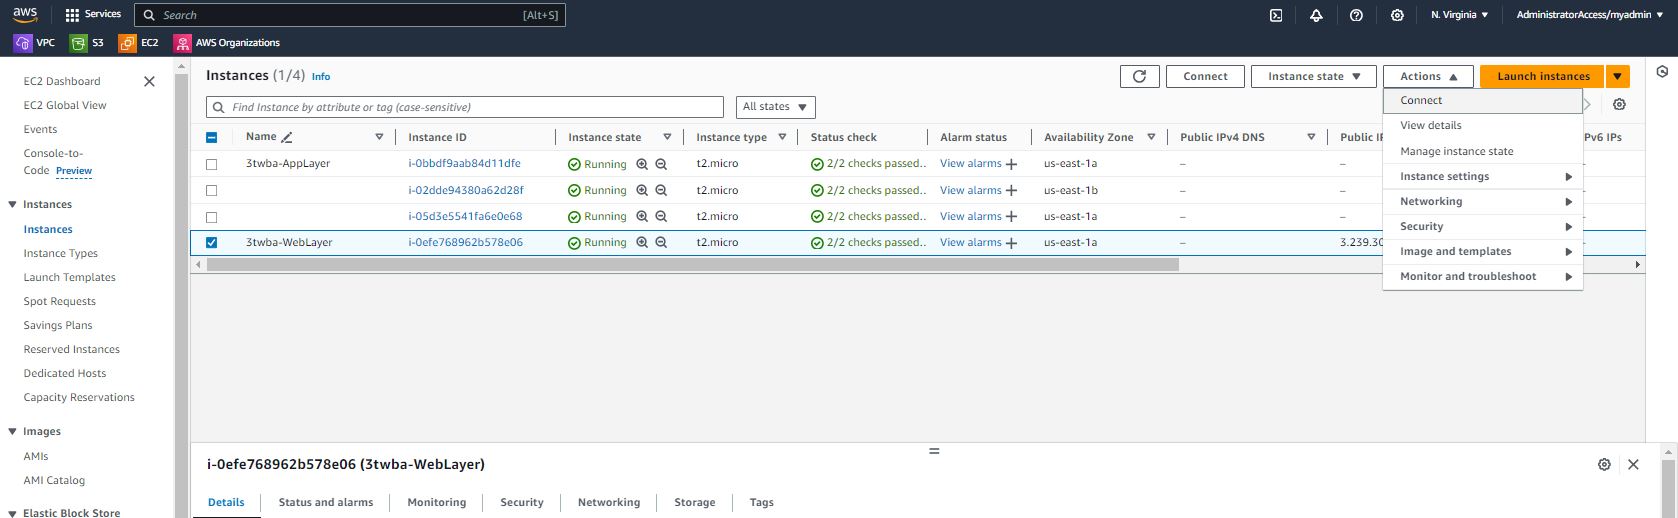 aws Services Search [Alt+S] N. Virginia AdministratorAccess/myadmin
VPC S3 EC2 AWS Organizations
EC2 Dashboard
EC2 Global View
Events
Console-to-
Code Preview
Instances
Instances
Instance Types
Launch Templates
Spot Requests
Savings Plans
Reserved Instances
Dedicated Hosts
Capacity Reservations
Images
AMIs
AMI Catalog
Elastic Block Store
Instances (1/4) Info Connect Instance state Actions Launch instances
Find Instance by attribute or tag (case-sensitive) All states
Name Instance ID Instance state Instance type Status check Alarm status Availability Zone Public IPv4 DNS Public IP Pv6 IPs
3twba-AppLayer i-0bbdf9aab84d11dfe Running t2.micro 2/2 checks passed.. View alarms + us-east-1a – –
i-02dde94380a62d28f Running t2.micro 2/2 checks passed.. View alarms + us-east-1b – –
i-05d3e5541fa6e0e68 Running t2.micro 2/2 checks passed.. View alarms + us-east-1a – –
3twba-WebLayer i-0efe768962b578e06 Running t2.micro 2/2 checks passed.. View alarms + us-east-1a – 3.239.30
Connect
View details
Manage instance state
Instance settings
Networking
Security
Image and templates
Monitor and troubleshoot
i-0efe768962b578e06 (3twba-WebLayer)
Details Status and alarms Monitoring Security Networking Storage Tags